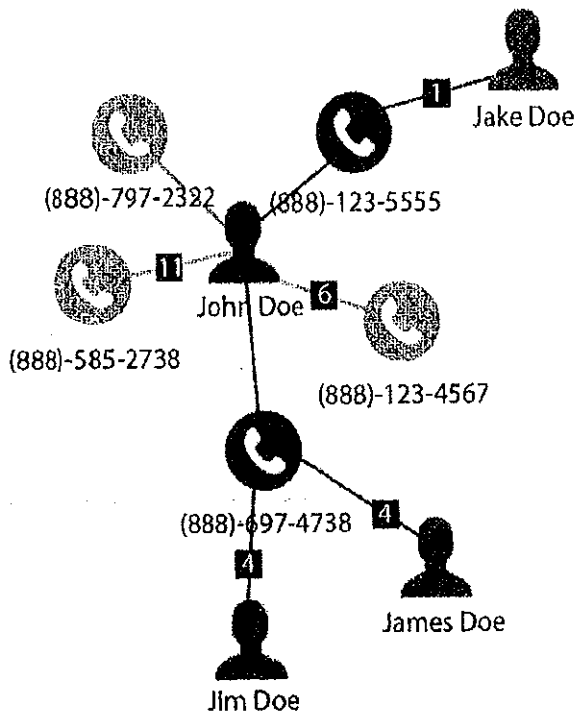 1
Jake Doe
(888)-797-2322
(888)-123-5555
11
6
John Doe
(888)-585-2738
(888)-123-4567
(888)-697-4738
4
4
James Doe
Jim Doe